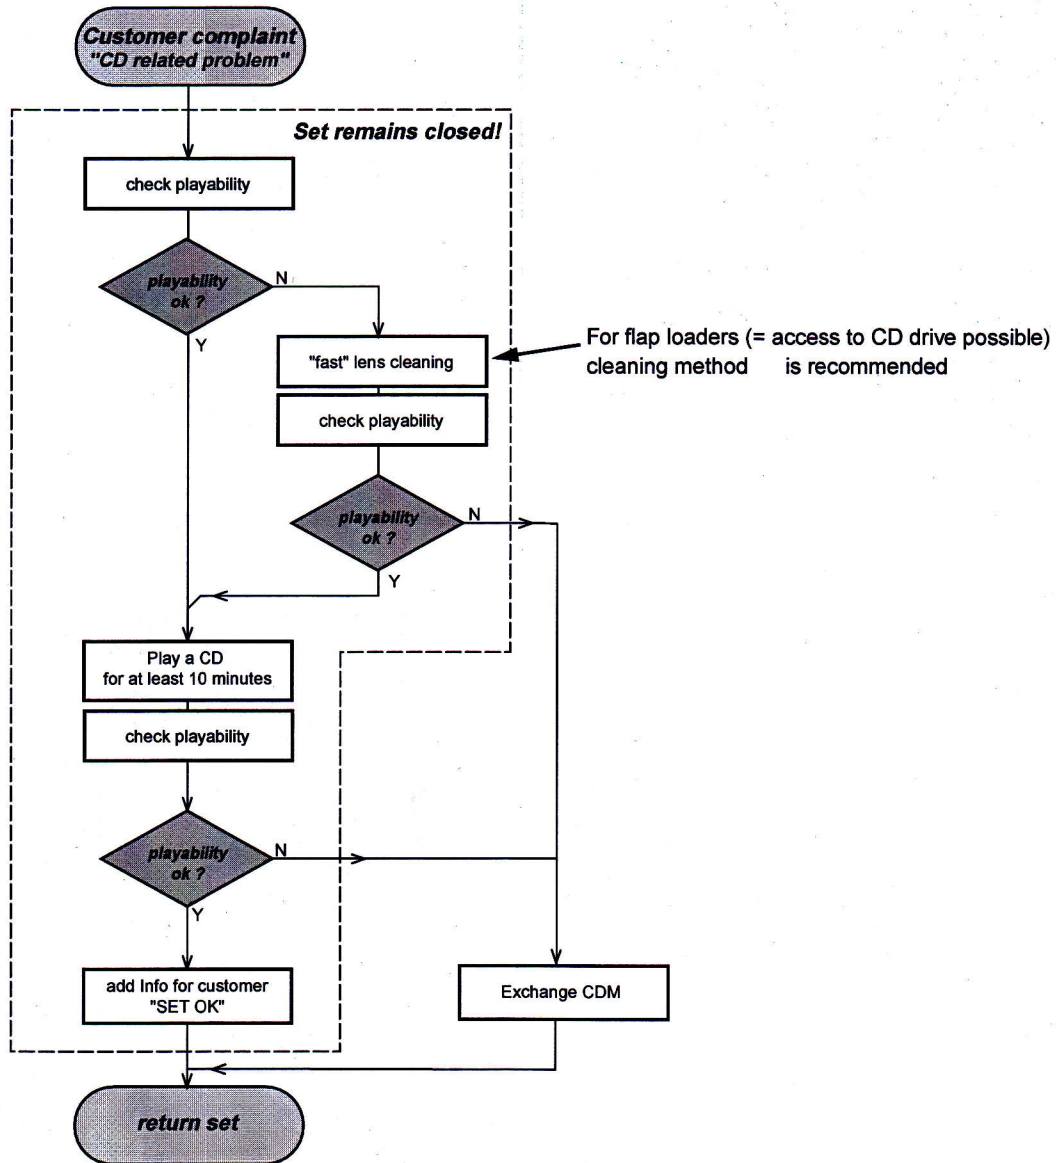 Customer complaint
"CD related problem"
Set remains closed!
check playability
playability
ok ?
N
Y
"fast" lens cleaning
For flap loaders (= access to CD drive possible)
cleaning method is recommended
check playability
playability
ok ?
N
Y
Play a CD
for at least 10 minutes
check playability
playability
ok ?
N
Y
add Info for customer
"SET OK"
Exchange CDM
return set